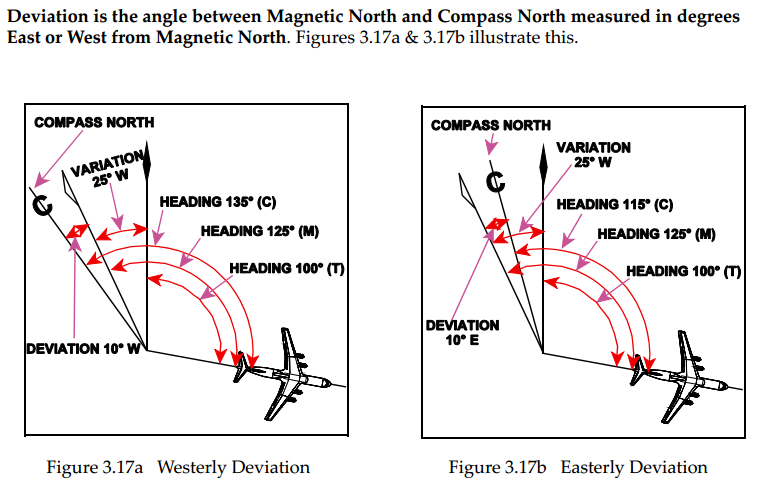 Deviation is the angle between Magnetic North and Compass North measured in degrees
East or West from Magnetic North. Figures 3.17a & 3.17b illustrate this.
COMPASS NORTH
VARIATION
25° W
C
HEADING 135° (C)
HEADING 125° (M)
HEADING 100° (T)
DEVIATION 10° W
COMPASS NORTH
VARIATION
25° W
C
HEADING 115° (C)
HEADING 125° (M)
HEADING 100° (T)
DEVIATION
10° E
Figure 3.17a Westerly Deviation
Figure 3.17b Easterly Deviation